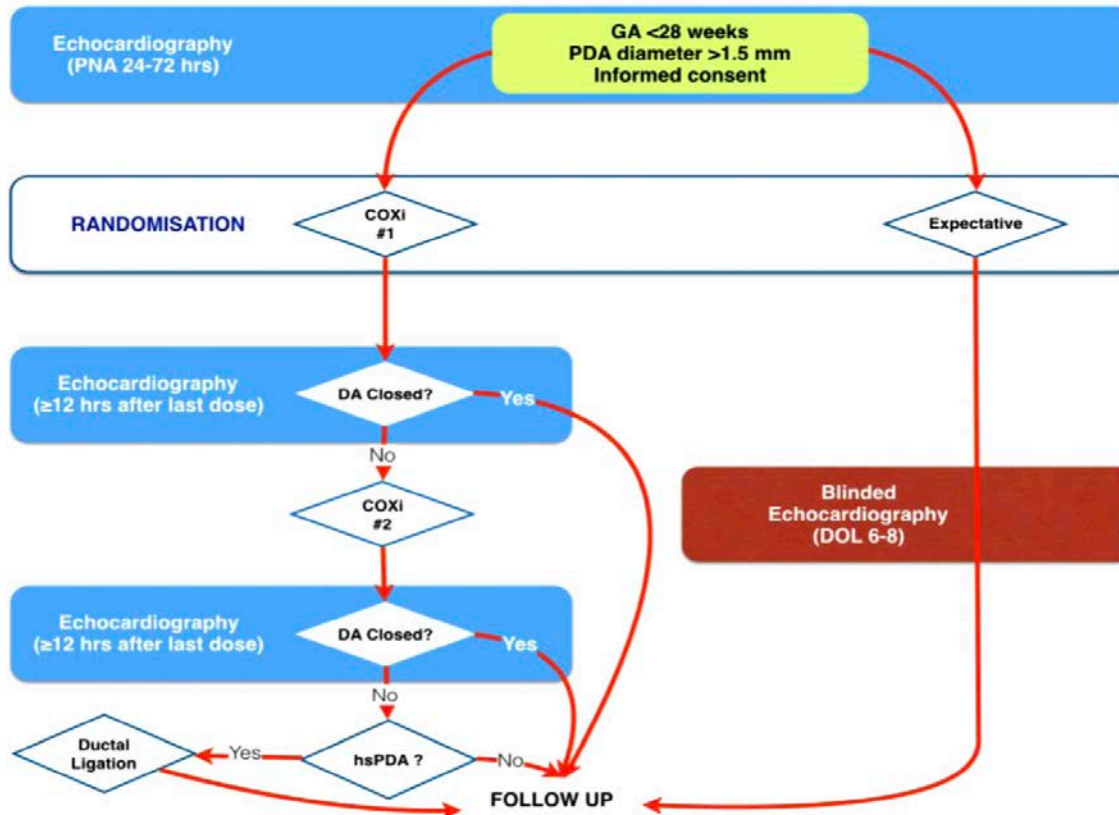 Echocardiography
(PNA 24-72 hrs)
GA <28 weeks
PDA diameter >1.5 mm
Informed consent
RANDOMISATION
COXi
#1
Expectative
Echocardiography
(≥12 hrs after last dose)
DA Closed?
Yes
No
COXi
#2
Blinded
Echocardiography
(DOL 6-8)
Echocardiography
(≥12 hrs after last dose)
DA Closed?
Yes
No
Ductal
Ligation
Yes
hsPDA ?
No
FOLLOW UP